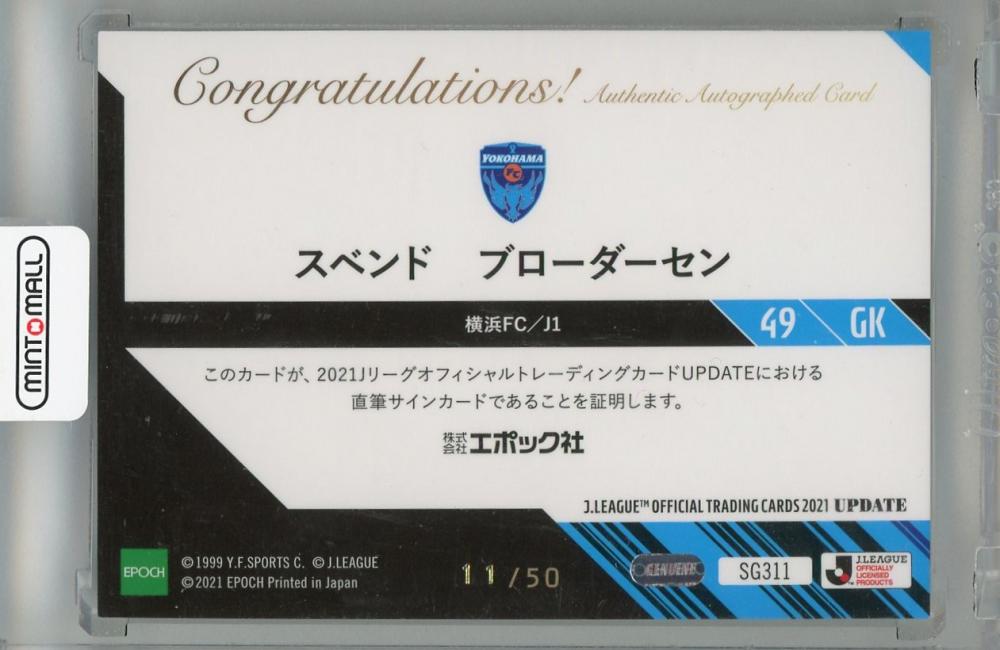 Congratulations! Authentic Autographed Card
YOKOHAMA
FC
スベンド　ブローダーセン
横浜FC／J1
49
GK
このカードが、2021JリーグオフィシャルトレーディングカードUPDATEにおける
直筆サインカードであることを証明します。
株式会社エポック社
J.LEAGUE™ OFFICIAL TRADING CARDS 2021 UPDATE
EPOCH
©1999 Y.F.SPORTS C. ©J.LEAGUE
©2021 EPOCH Printed in Japan
11/50
GENUINE
SG311
J.LEAGUE
OFFICIALLY
LICENSED
PRODUCTS
MINTOMALL